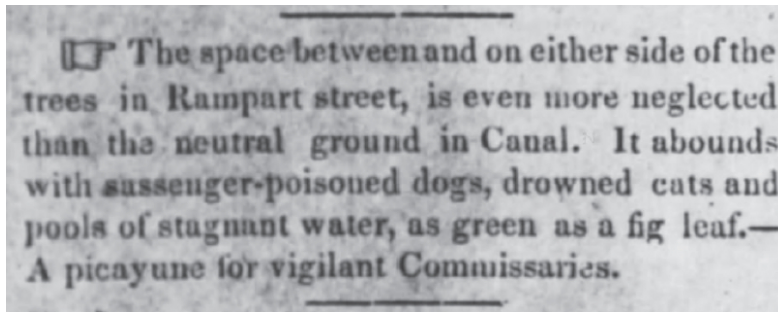 ☞ The space between and on either side of the
trees in Rampart street, is even more neglected
than the neutral ground in Canal. It abounds
with sassenger-poisoned dogs, drowned cats and
pools of stagnant water, as green as a fig leaf.—
A picayune for vigilant Commissaries.